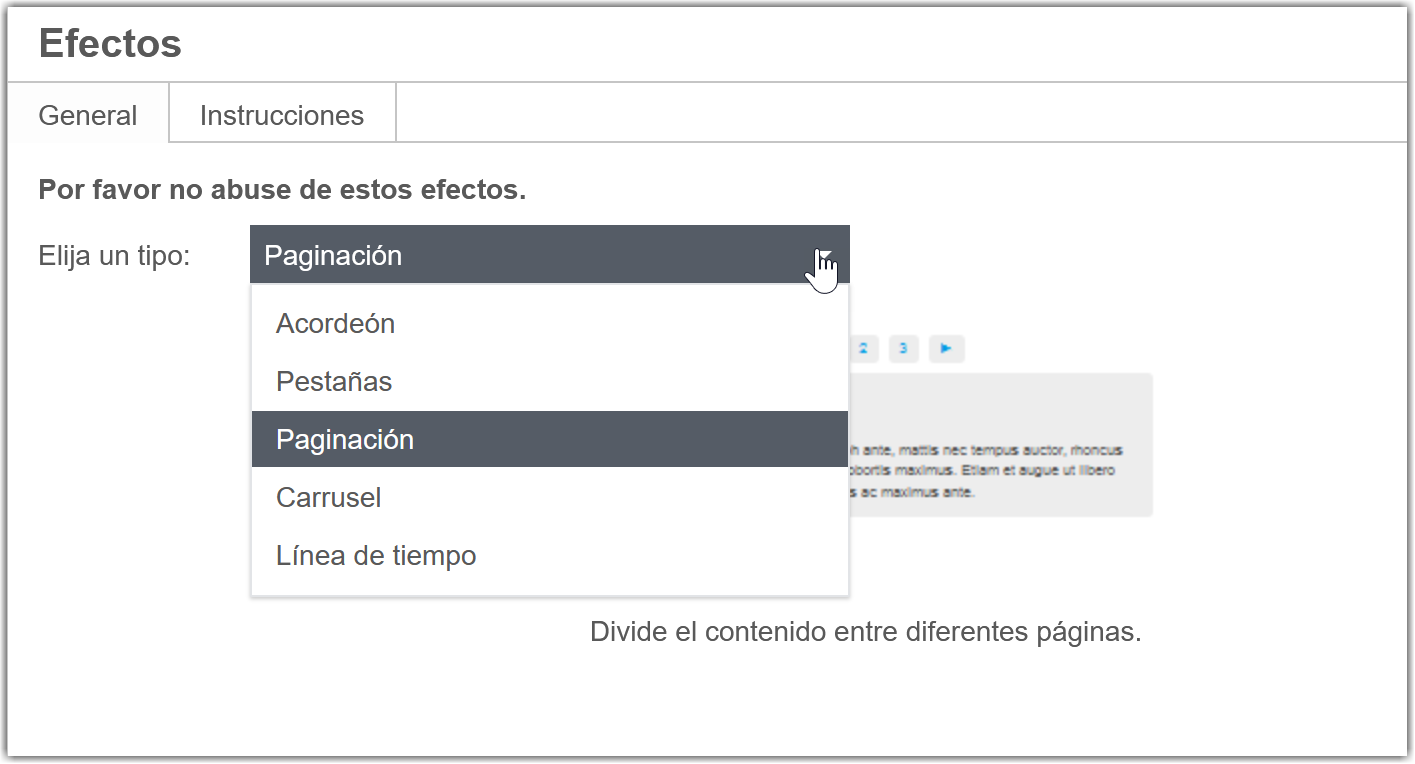 Efectos
General
Instrucciones
Por favor no abuse de estos efectos.
Elija un tipo:
Paginación
Acordeón
Pestañas
Paginación
Carrusel
Línea de tiempo
2
3
ante, mattis nec tempus auctor, rhoncus
maximus. Etiam et augue ut libero
ac maximus ante.
Divide el contenido entre diferentes páginas.